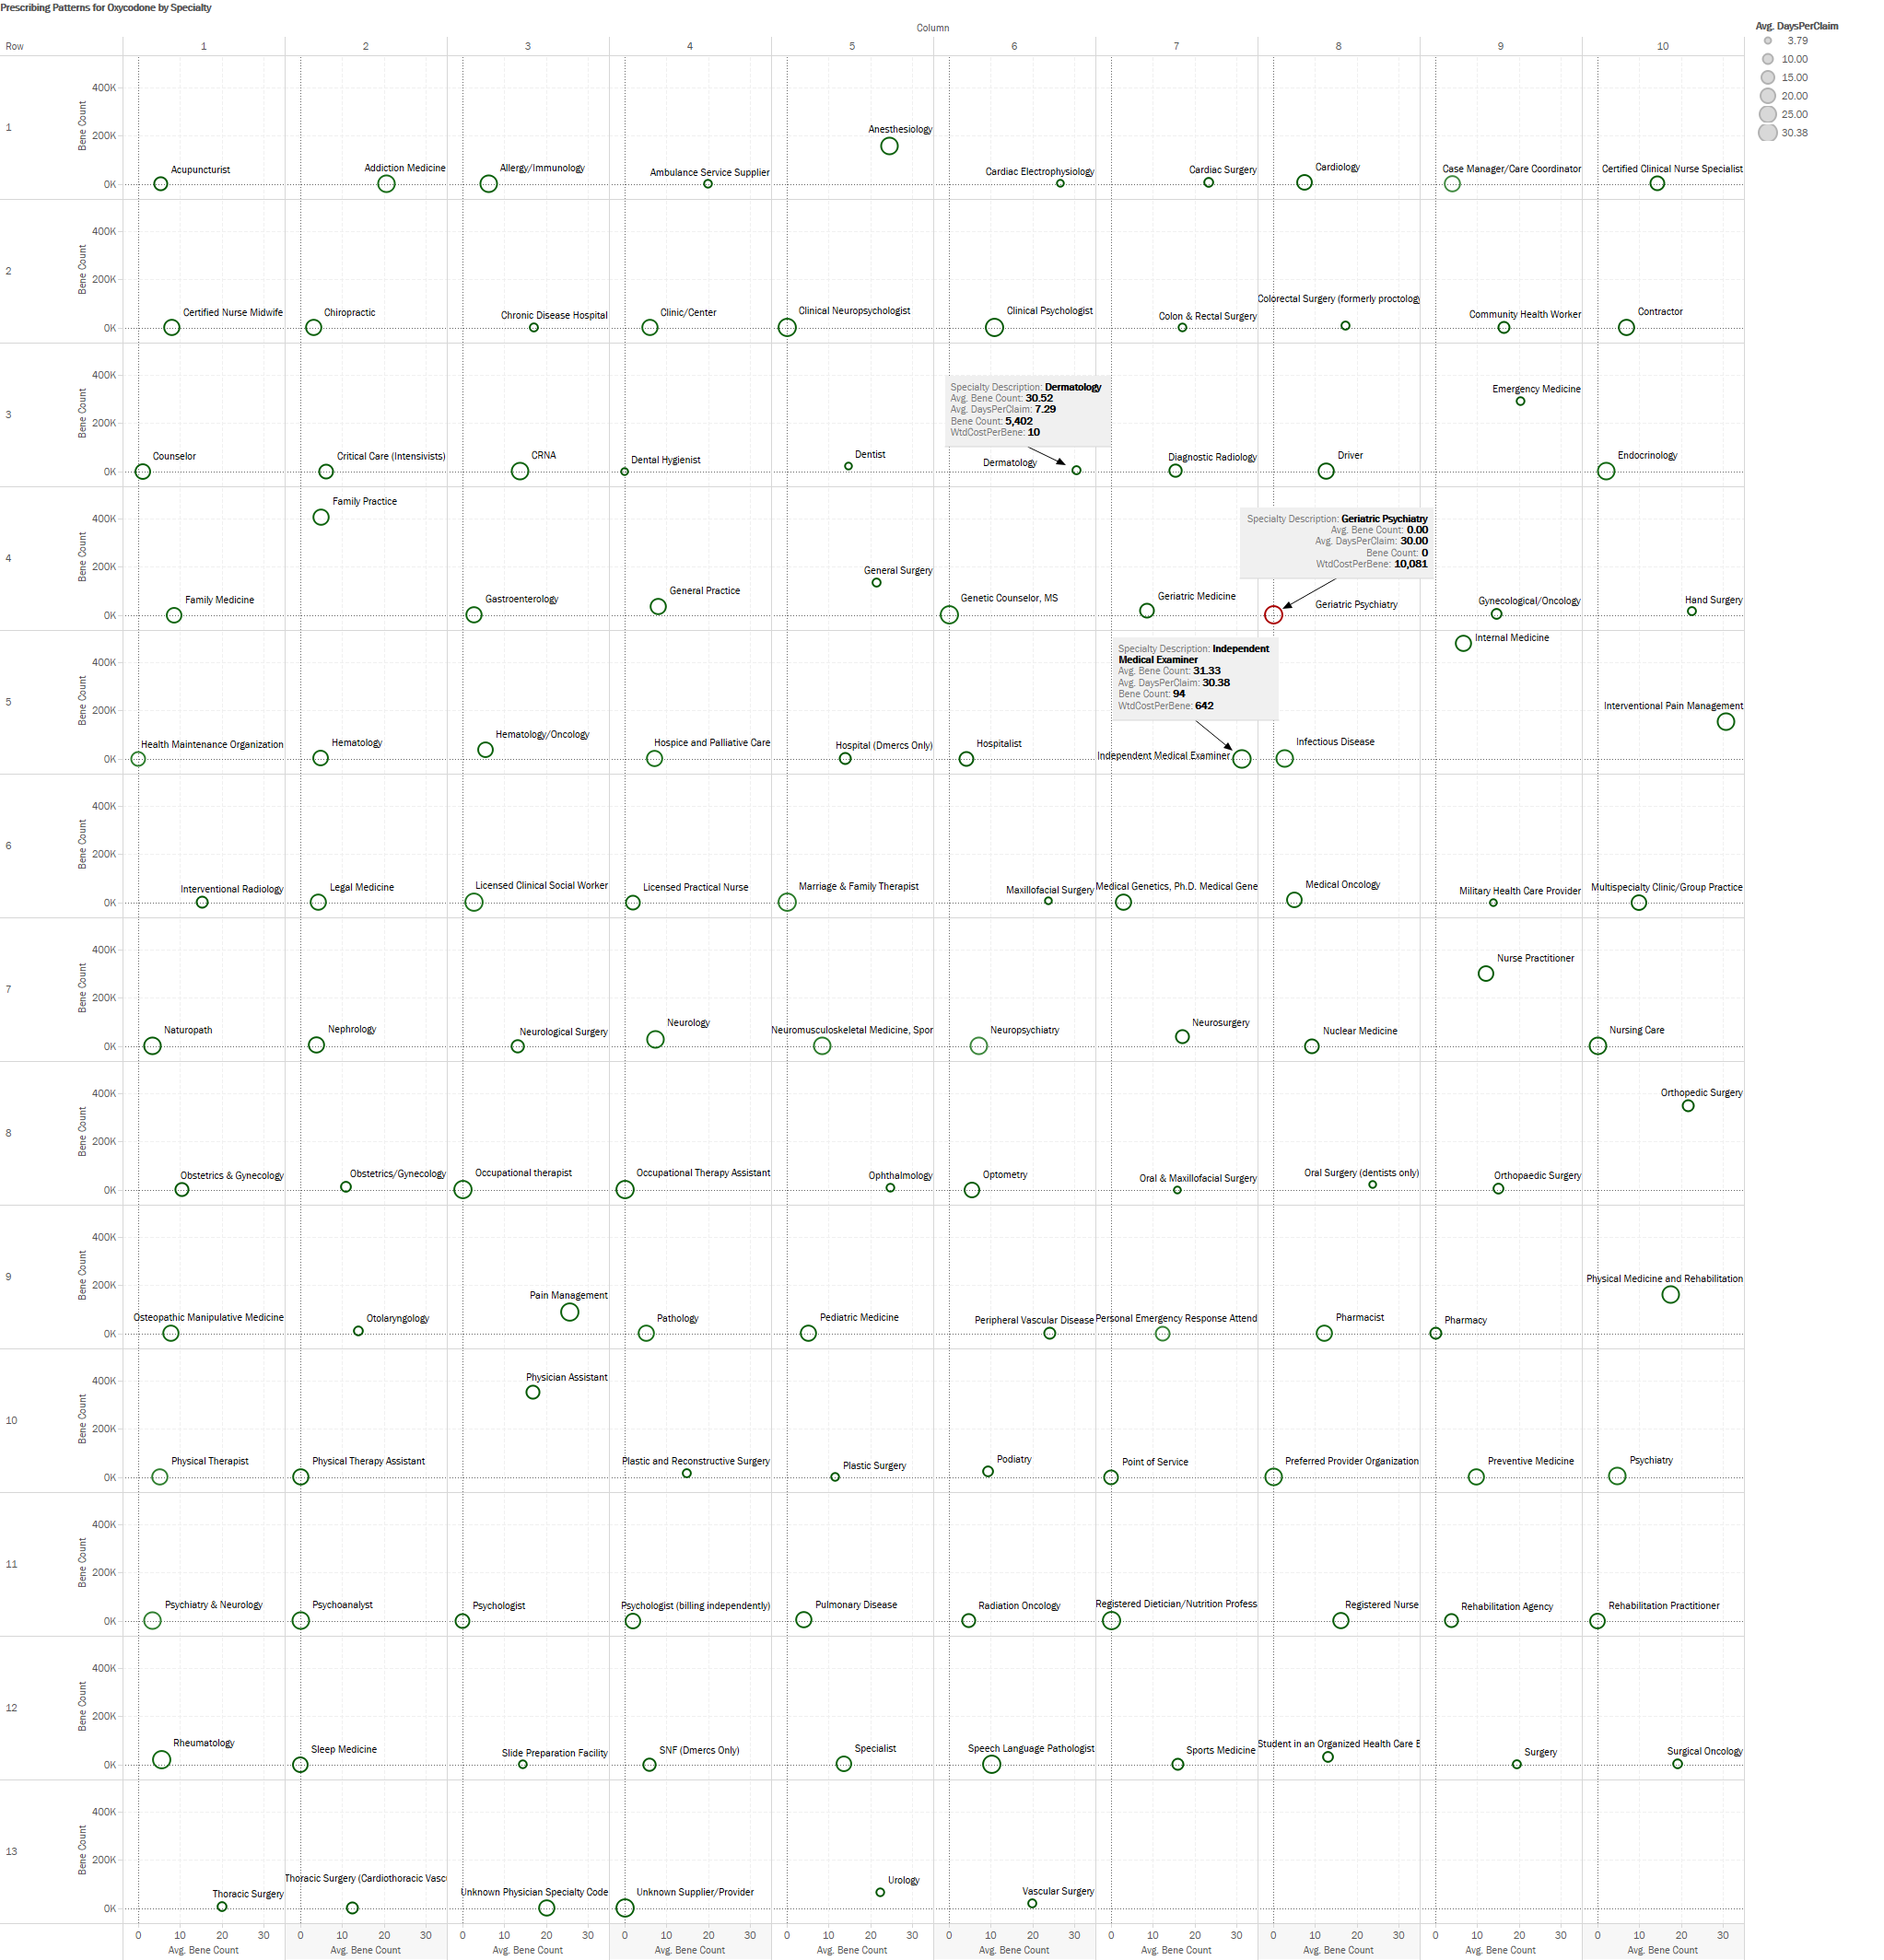 Prescribing Patterns for Oxycodone by Specialty
Column
Row 1 2 3 4 5 6 7 8 9 10
Avg. DaysPerClaim
3.79
10.00
15.00
20.00
25.00
30.38
1
Bene Count
400K
200K
0K
Acupuncturist
Addiction Medicine
Allergy/Immunology
Ambulance Service Supplier
Anesthesiology
Cardiac Electrophysiology
Cardiac Surgery
Cardiology
Case Manager/Care Coordinator
Certified Clinical Nurse Specialist
2
Bene Count
400K
200K
0K
Certified Nurse Midwife
Chiropractic
Chronic Disease Hospital
Clinic/Center
Clinical Neuropsychologist
Clinical Psychologist
Colon & Rectal Surgery
Colorectal Surgery (formerly proctolog
Community Health Worker
Contractor
3
Bene Count
400K
200K
0K
Counselor
Critical Care (Intensivists)
CRNA
Dental Hygienist
Dentist
Specialty Description: Dermatology
Avg. Bene Count: 30.52
Avg. DaysPerClaim: 7.29
Bene Count: 5,402
WtdCostPerBene: 10
Dermatology
Diagnostic Radiology
Driver
Emergency Medicine
Endocrinology
4
Bene Count
400K
200K
0K
Family Medicine
Family Practice
Gastroenterology
General Practice
General Surgery
Genetic Counselor, MS
Geriatric Medicine
Specialty Description: Geriatric Psychiatry
Avg. Bene Count: 0.00
Avg. DaysPerClaim: 30.00
Bene Count: 0
WtdCostPerBene: 10,081
Geriatric Psychiatry
Gynecological/Oncology
Hand Surgery
5
Bene Count
400K
200K
0K
Health Maintenance Organization
Hematology
Hematology/Oncology
Hospice and Palliative Care
Hospital (Dmercs Only)
Hospitalist
Specialty Description: Independent
Medical Examiner
Avg. Bene Count: 31.33
Avg. DaysPerClaim: 30.38
Bene Count: 94
WtdCostPerBene: 642
Independent Medical Examiner
Infectious Disease
Internal Medicine
Interventional Pain Management
6
Bene Count
400K
200K
0K
Interventional Radiology
Legal Medicine
Licensed Clinical Social Worker
Licensed Practical Nurse
Marriage & Family Therapist
Maxillofacial Surgery
Medical Genetics, Ph.D. Medical Gene
Medical Oncology
Military Health Care Provider
Multispecialty Clinic/Group Practice
7
Bene Count
400K
200K
0K
Naturopath
Nephrology
Neurological Surgery
Neurology
Neuromusculoskeletal Medicine, Spor
Neuropsychiatry
Neurosurgery
Nuclear Medicine
Nurse Practitioner
Nursing Care
8
Bene Count
400K
200K
0K
Obstetrics & Gynecology
Obstetrics/Gynecology
Occupational therapist
Occupational Therapy Assistant
Ophthalmology
Optometry
Oral & Maxillofacial Surgery
Oral Surgery (dentists only)
Orthopaedic Surgery
Orthopedic Surgery
9
Bene Count
400K
200K
0K
Osteopathic Manipulative Medicine
Otolaryngology
Pain Management
Pathology
Pediatric Medicine
Peripheral Vascular Disease
Personal Emergency Response Attend
Pharmacist
Pharmacy
Physical Medicine and Rehabilitation
10
Bene Count
400K
200K
0K
Physical Therapist
Physical Therapy Assistant
Physician Assistant
Plastic and Reconstructive Surgery
Plastic Surgery
Podiatry
Point of Service
Preferred Provider Organization
Preventive Medicine
Psychiatry
11
Bene Count
400K
200K
0K
Psychiatry & Neurology
Psychoanalyst
Psychologist
Psychologist (billing independently)
Pulmonary Disease
Radiation Oncology
Registered Dietician/Nutrition Profess
Registered Nurse
Rehabilitation Agency
Rehabilitation Practitioner
12
Bene Count
400K
200K
0K
Rheumatology
Sleep Medicine
Slide Preparation Facility
SNF (Dmercs Only)
Specialist
Speech Language Pathologist
Sports Medicine
Student in an Organized Health Care E
Surgery
Surgical Oncology
13
Bene Count
400K
200K
0K
Thoracic Surgery
Thoracic Surgery (Cardiothoracic Vascu
Unknown Physician Specialty Code
Unknown Supplier/Provider
Urology
Vascular Surgery
0 10 20 30 0 10 20 30 0 10 20 30 0 10 20 30 0 10 20 30 0 10 20 30 0 10 20 30 0 10 20 30 0 10 20 30 0 10 20 30
Avg. Bene Count Avg. Bene Count Avg. Bene Count Avg. Bene Count Avg. Bene Count Avg. Bene Count Avg. Bene Count Avg. Bene Count Avg. Bene Count Avg. Bene Count